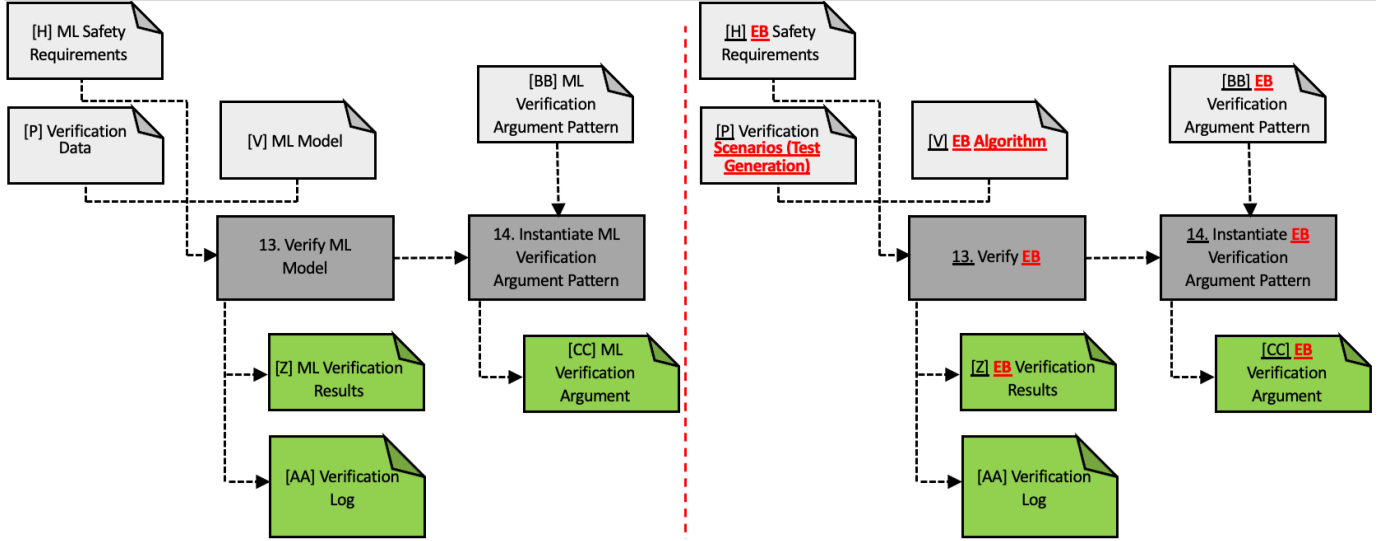 [H] ML Safety
Requirements
[P] Verification
Data
[V] ML Model
[BB] ML
Verification
Argument Pattern
13. Verify ML
Model
14. Instantiate ML
Verification
Argument Pattern
[Z] ML Verification
Results
[CC] ML
Verification
Argument
[AA] Verification
Log
[H] EB Safety
Requirements
[P] Verification
Scenarios (Test
Generation)
[V] EB Algorithm
[BB] EB
Verification
Argument Pattern
13. Verify EB
14. Instantiate EB
Verification
Argument Pattern
[Z] EB Verification
Results
[CC] EB
Verification
Argument
[AA] Verification
Log